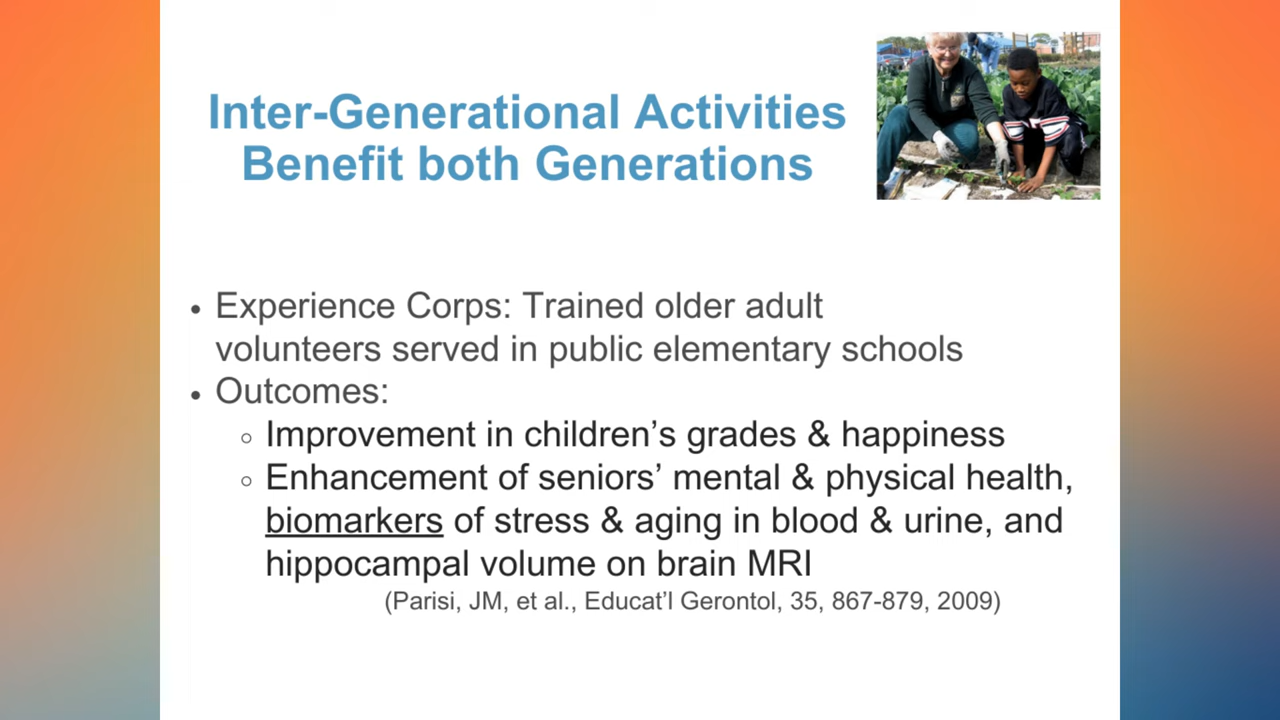 Inter-Generational Activities
Benefit both Generations
• Experience Corps: Trained older adult
volunteers served in public elementary schools
• Outcomes:
○ Improvement in children’s grades & happiness
○ Enhancement of seniors’ mental & physical health,
biomarkers of stress & aging in blood & urine, and
hippocampal volume on brain MRI
(Parisi, JM, et al., Educat’l Gerontol, 35, 867-879, 2009)